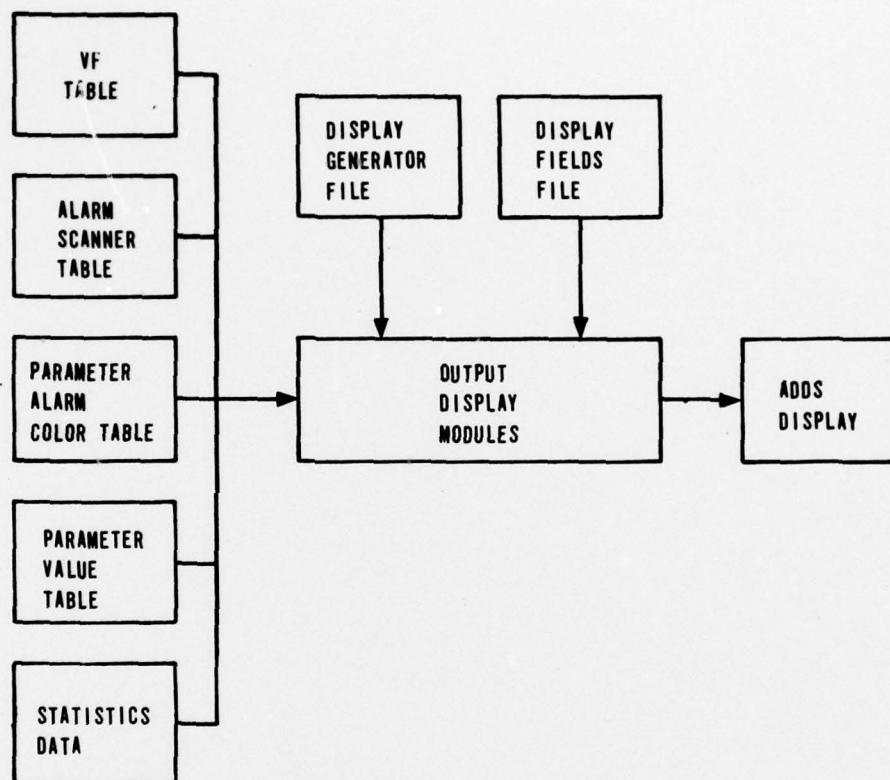 VF
TABLE
ALARM
SCANNER
TABLE
PARAMETER
ALARM
COLOR TABLE
PARAMETER
VALUE
TABLE
STATISTICS
DATA
DISPLAY
GENERATOR
FILE
DISPLAY
FIELDS
FILE
OUTPUT
DISPLAY
MODULES
ADDS
DISPLAY